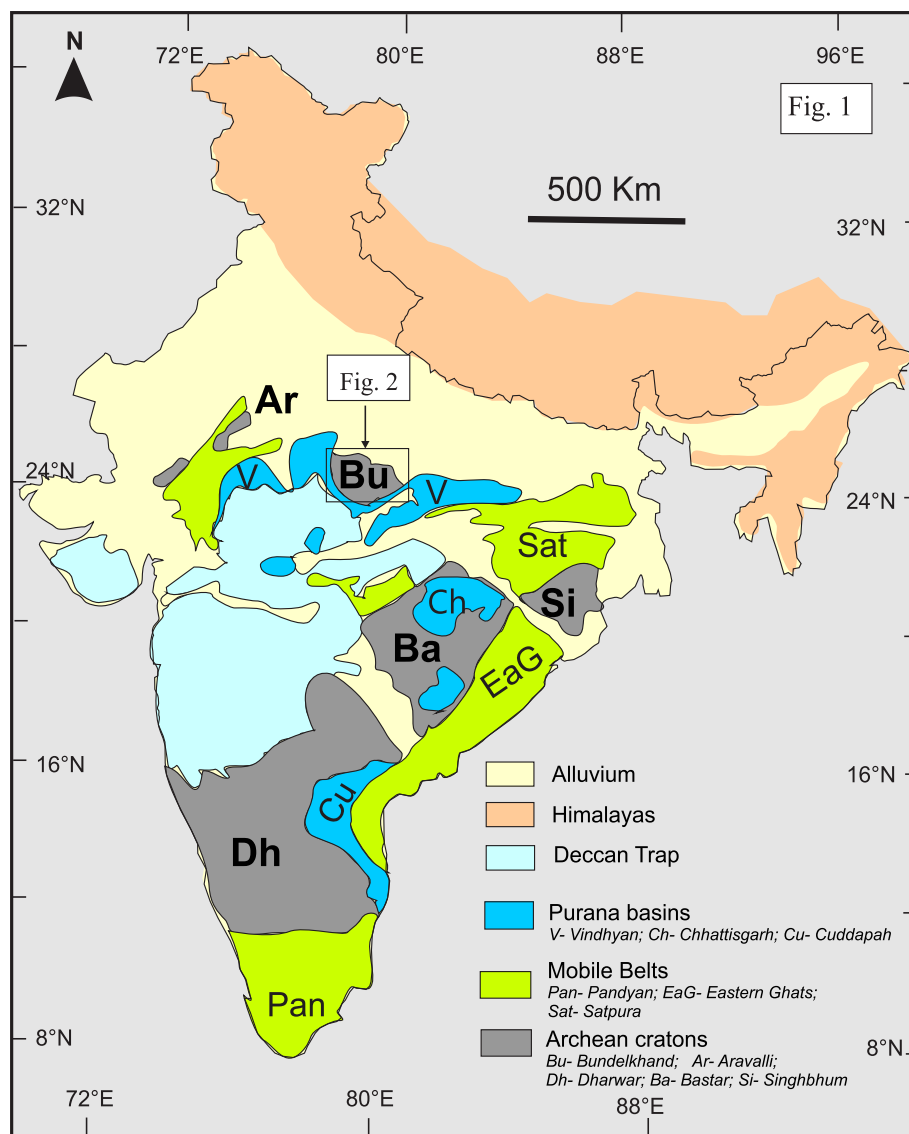 72°E 80°E 88°E 96°E
N
Fig. 1
500 Km
32°N
32°N
Fig. 2
Ar
24°N
V
Bu
V
24°N
Sat
Ch
Si
Ba
EaG
16°N
Alluvium
16°N
Cu
Himalayas
Dh
Deccan Trap
Purana basins
V- Vindhyan; Ch- Chhattisgarh; Cu- Cuddapah
Pan
Mobile Belts
Pan- Pandyan; EaG- Eastern Ghats;
Sat- Satpura
8°N
Archean cratons
8°N
Bu- Bundelkhand; Ar- Aravalli;
Dh- Dharwar; Ba- Bastar; Si- Singhbhum
72°E 80°E 88°E